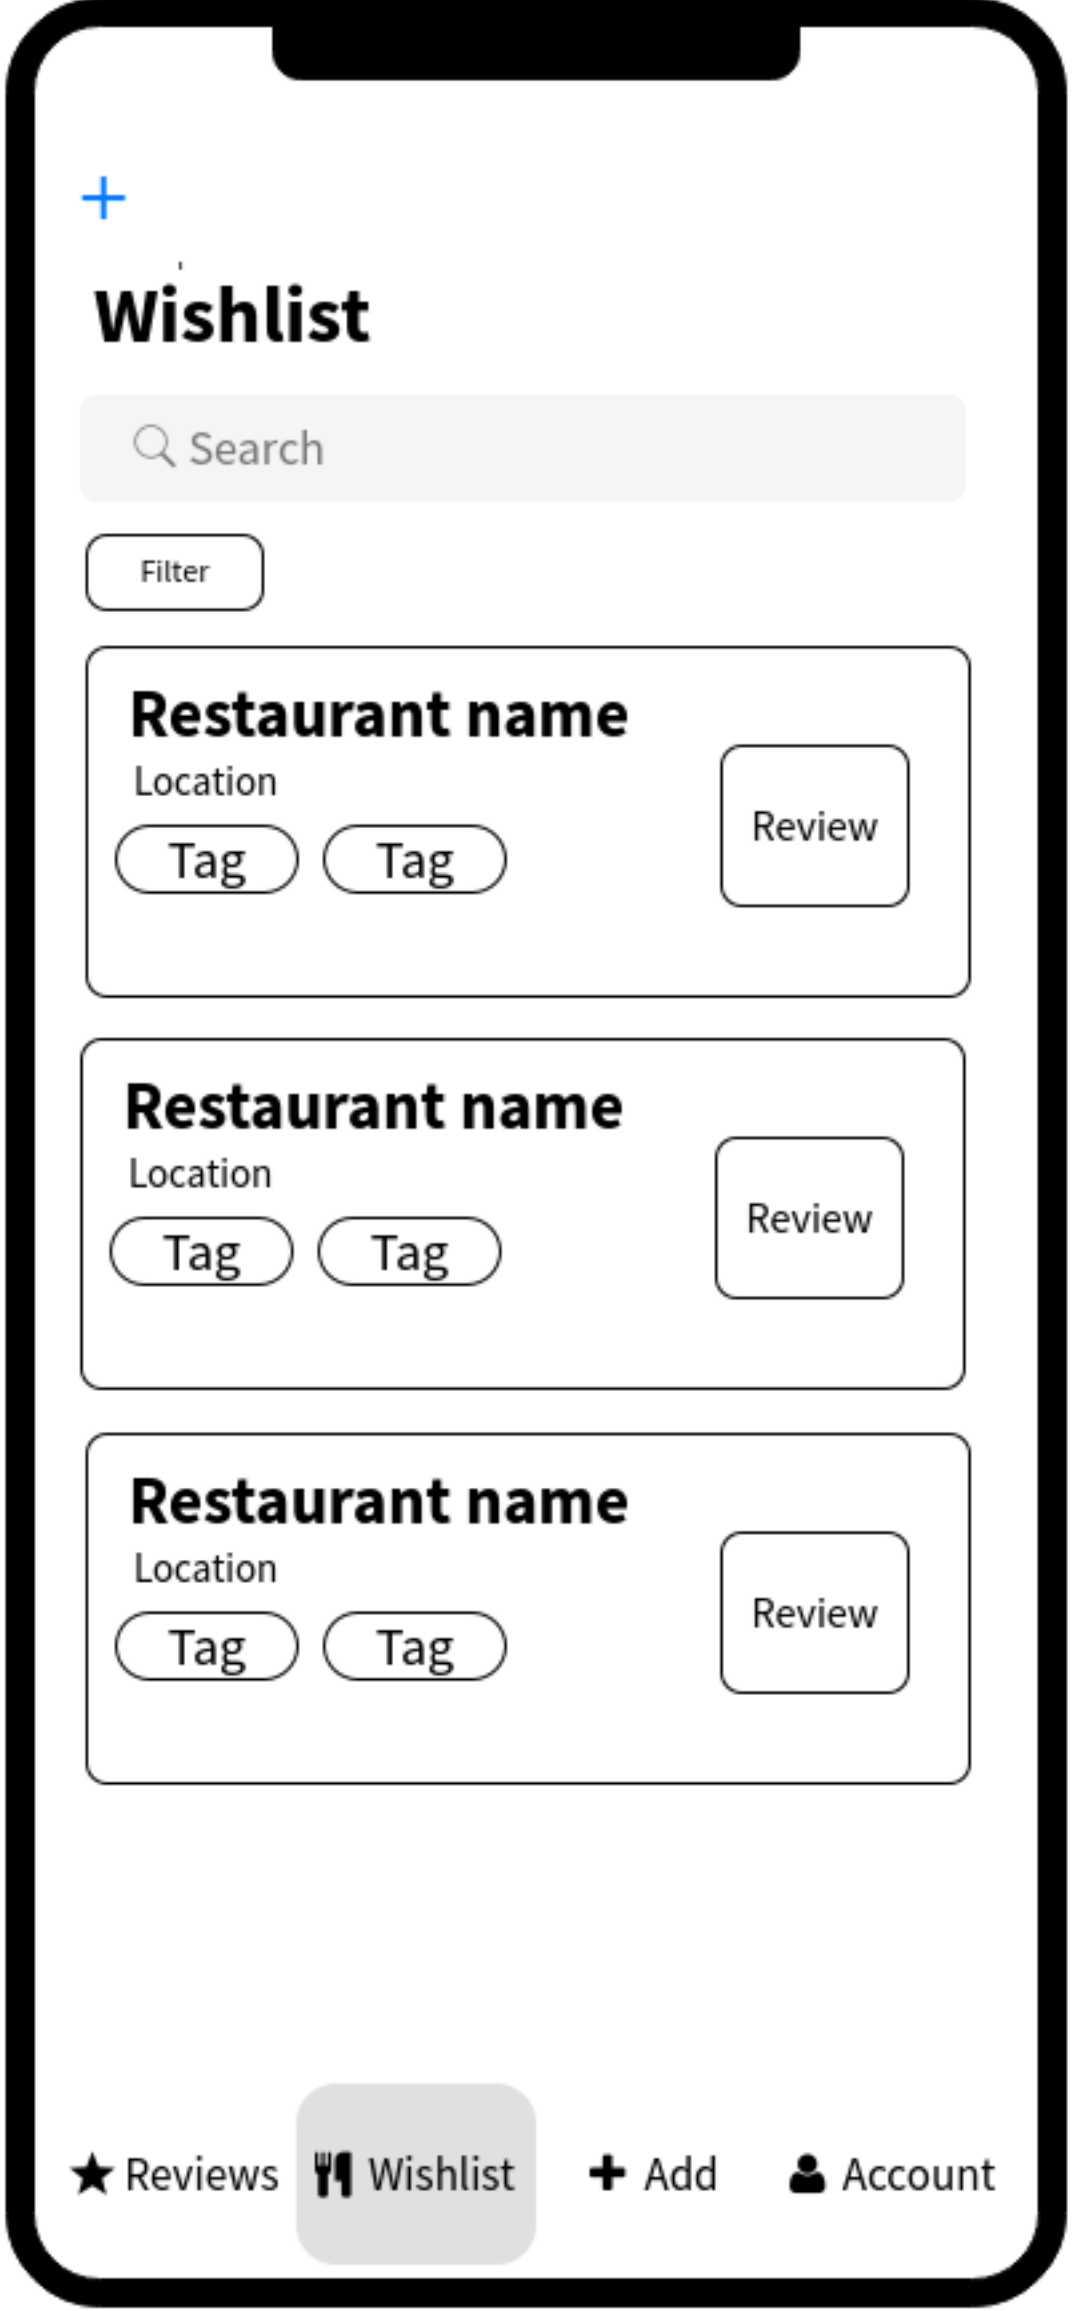 Wishlist
Search
Filter
Restaurant name
Location
Review
Tag Tag
Restaurant name
Location
Review
Tag Tag
Restaurant name
Location
Review
Tag Tag
Reviews Wishlist Add Account